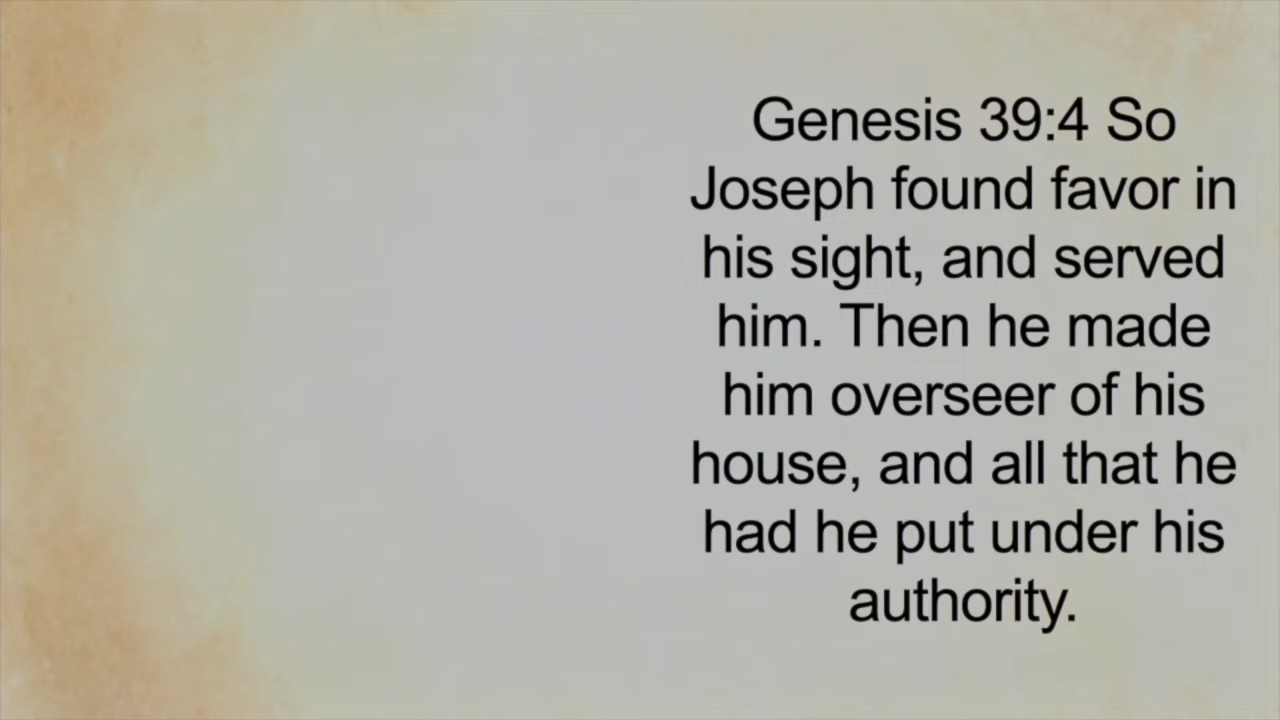 Genesis 39:4 So
Joseph found favor in
his sight, and served
him. Then he made
him overseer of his
house, and all that he
had he put under his
authority.